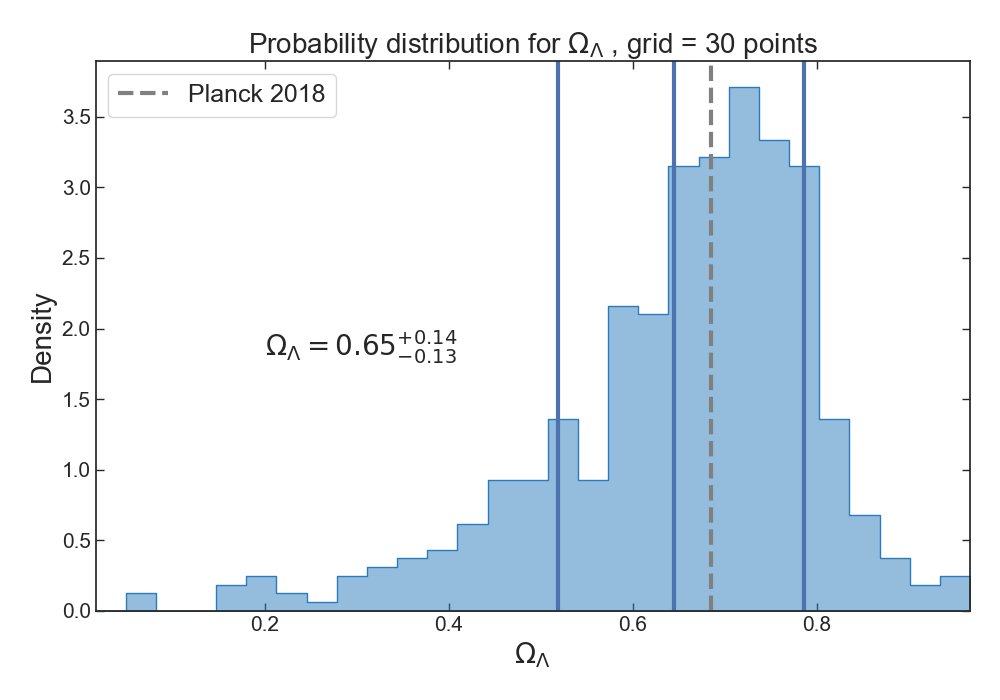 Probability distribution for Ω_Λ , grid = 30 points
Planck 2018
3.5
3.0
2.5
2.0
1.5
1.0
0.5
0.0
Density
Ω_Λ = 0.65^{+0.14}_{−0.13}
0.2 0.4 0.6 0.8
Ω_Λ